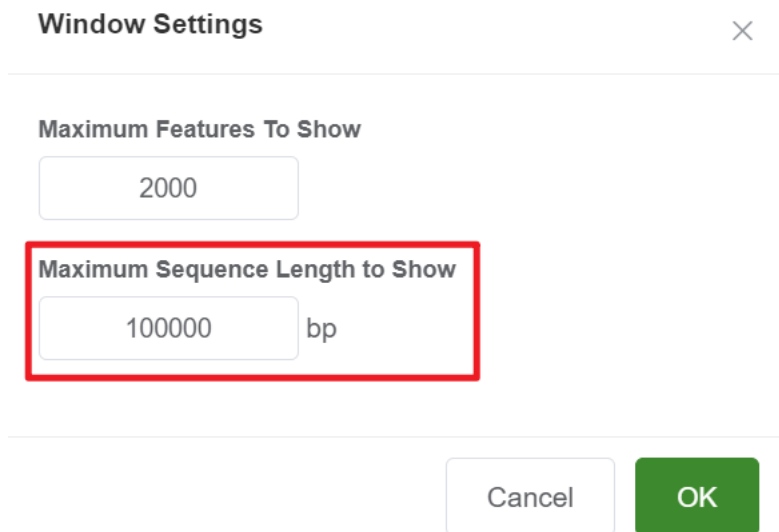 Window Settings
Maximum Features To Show
2000
Maximum Sequence Length to Show
100000 bp
Cancel OK